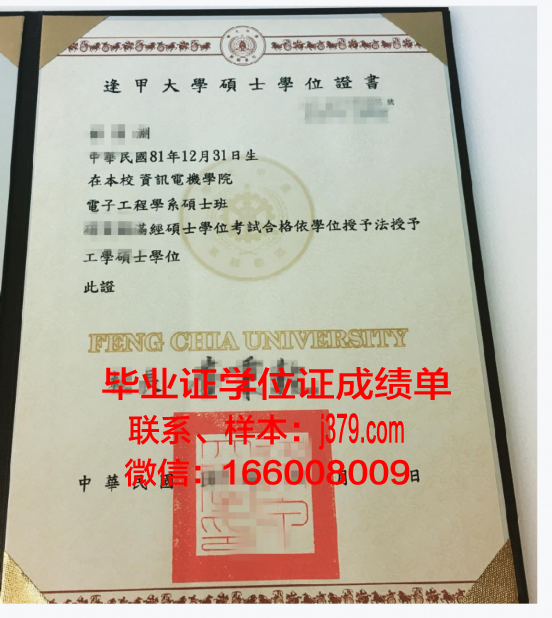 逢甲大學碩士學位證書
號
中華民國81年12月31日生
在本校 資訊電機學院
電子工程學系碩士班
滿經碩士學位考試合格依學位授予法授予
工學碩士學位
此證
FENG CHIA UNIVERSITY
毕业证学位证成绩单
联系、样本：j379.com
微信：166008009
中華民國 月 日